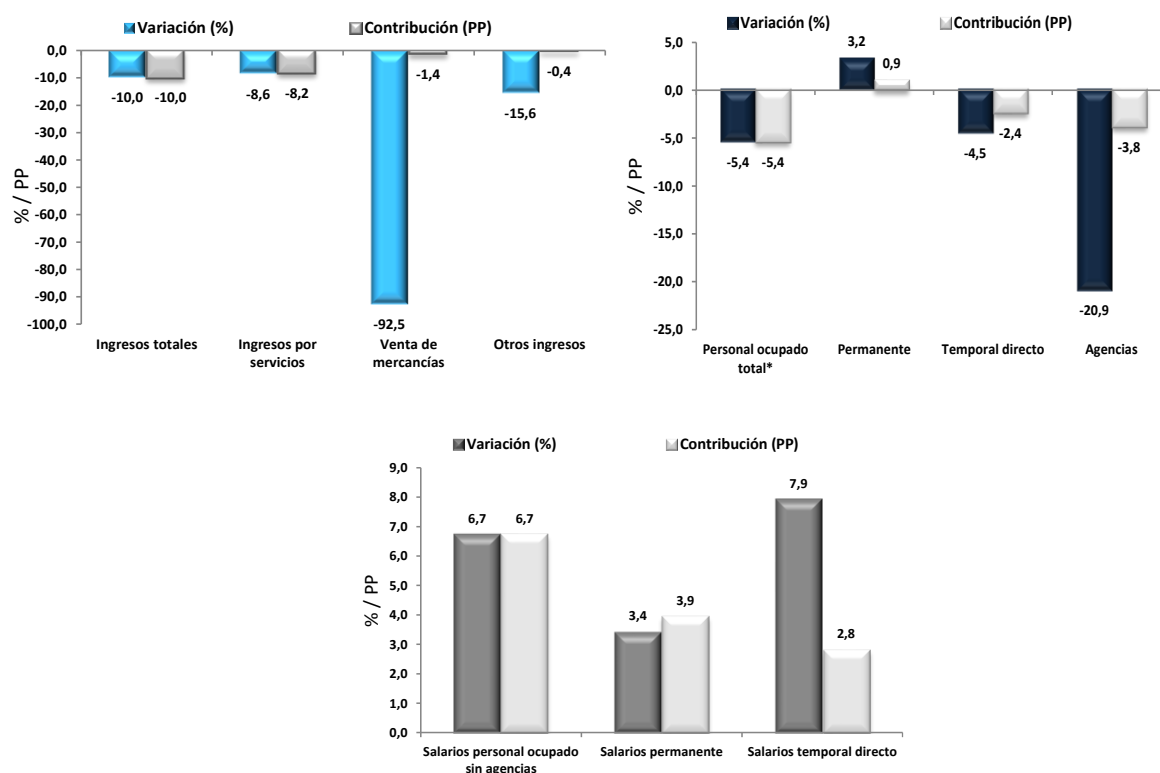 Variación (%) Contribución (PP)
0,0
-10,0
-20,0
-30,0
-40,0
-50,0
-60,0
-70,0
-80,0
-90,0
-100,0
% / PP
-10,0 -10,0
-8,6 -8,2
-92,5 -1,4
-15,6 -0,4
Ingresos totales
Ingresos por
servicios
Venta de
mercancías
Otros ingresos
Variación (%) Contribución (PP)
5,0
0,0
-5,0
-10,0
-15,0
-20,0
-25,0
% / PP
-5,4 -5,4
3,2 0,9
-4,5 -2,4
-20,9 -3,8
Personal ocupado
total*
Permanente
Temporal directo
Agencias
Variación (%) Contribución (PP)
9,0
8,0
7,0
6,0
5,0
4,0
3,0
2,0
1,0
0,0
% / PP
6,7 6,7
3,4 3,9
7,9 2,8
Salarios personal ocupado
sin agencias
Salarios permanente
Salarios temporal directo